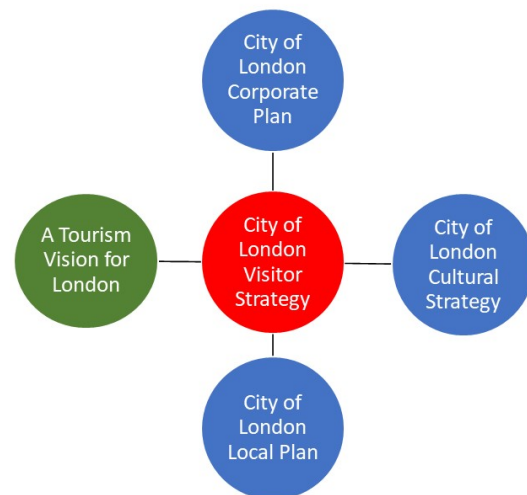 City of
London
Corporate
Plan
A Tourism
Vision for
London
City of
London
Visitor
Strategy
City of
London
Cultural
Strategy
City of
London
Local Plan